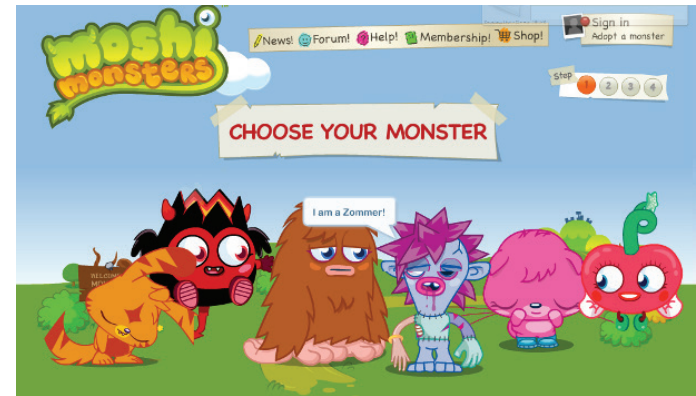 moshi
monsters
News! Forum! Help! Membership! Shop!
Sign in
Adopt a monster
Step 1 2 3 4
CHOOSE YOUR MONSTER
I am a Zommer!
WELCOME